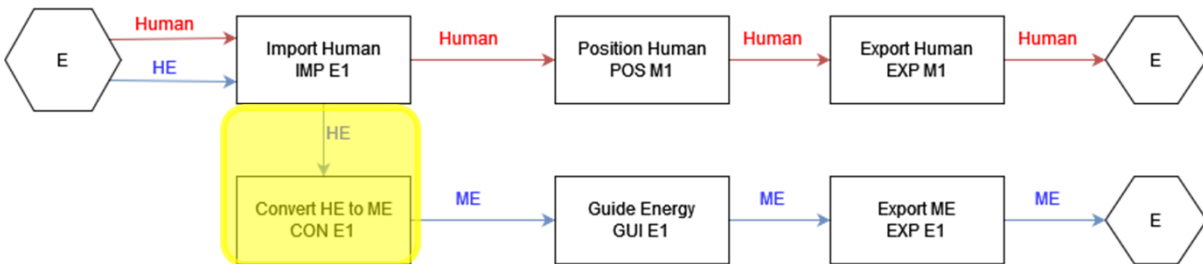 E
Human
HE
Import Human
IMP E1
Human
Position Human
POS M1
Human
Export Human
EXP M1
Human
E
HE
Convert HE to ME
CON E1
ME
Guide Energy
GUI E1
ME
Export ME
EXP E1
ME
E